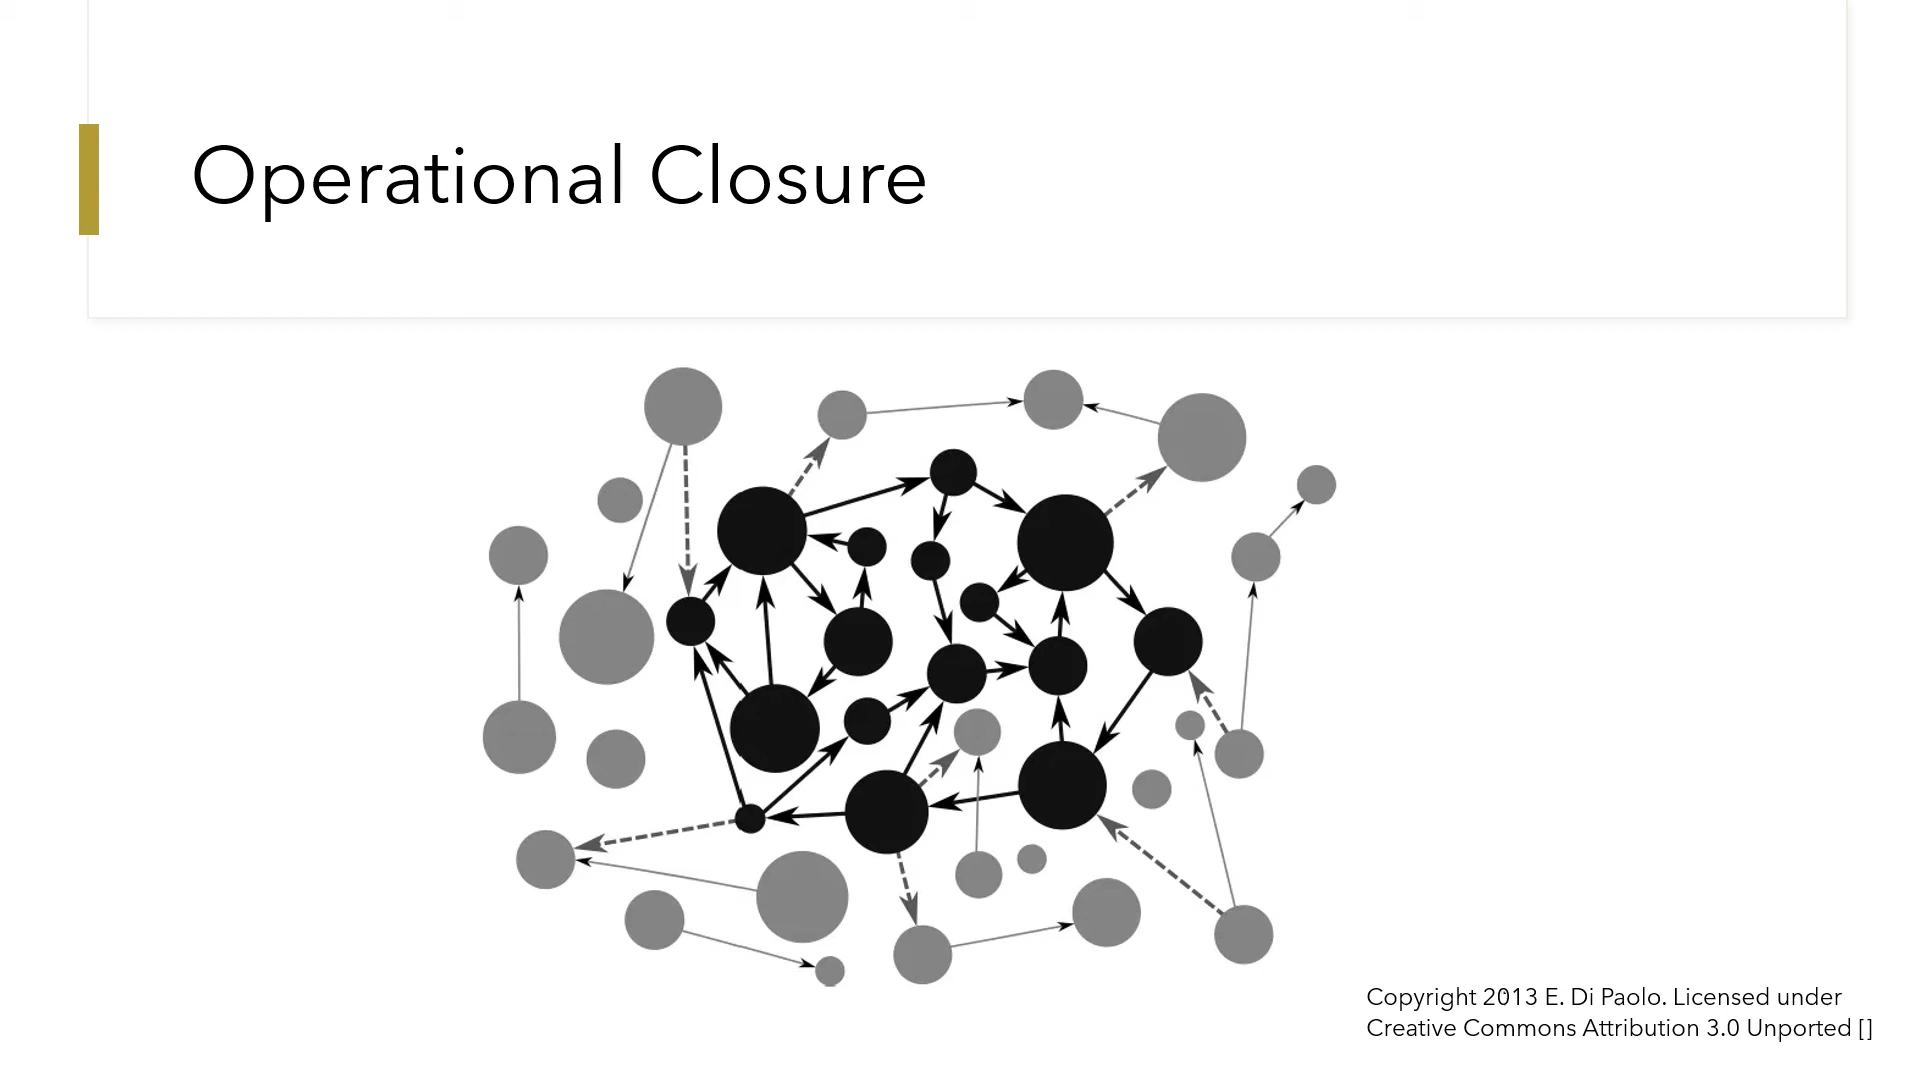 Operational Closure
Copyright 2013 E. Di Paolo. Licensed under
Creative Commons Attribution 3.0 Unported []